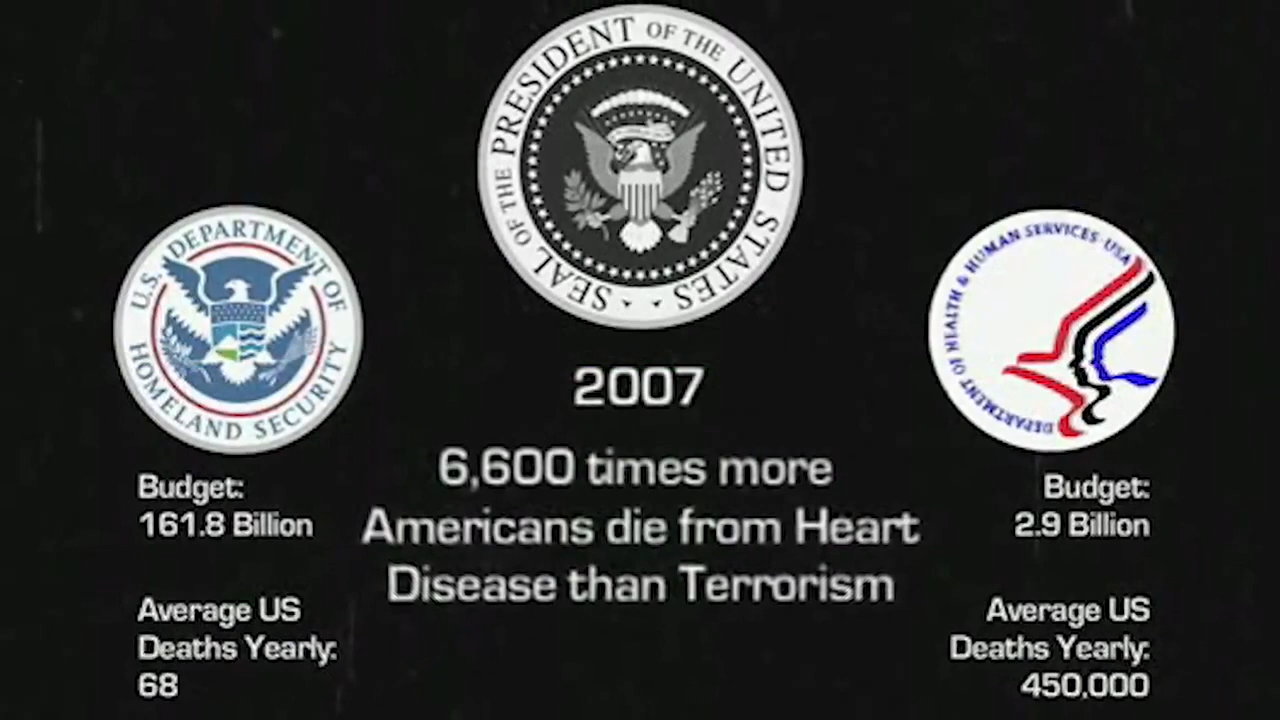 SEAL OF THE PRESIDENT OF THE UNITED STATES
U.S. DEPARTMENT OF HOMELAND SECURITY
DEPARTMENT OF HEALTH & HUMAN SERVICES·USA
2007
6,600 times more
Americans die from Heart
Disease than Terrorism
Budget:
161.8 Billion
Average US
Deaths Yearly:
68
Budget:
2.9 Billion
Average US
Deaths Yearly:
450,000